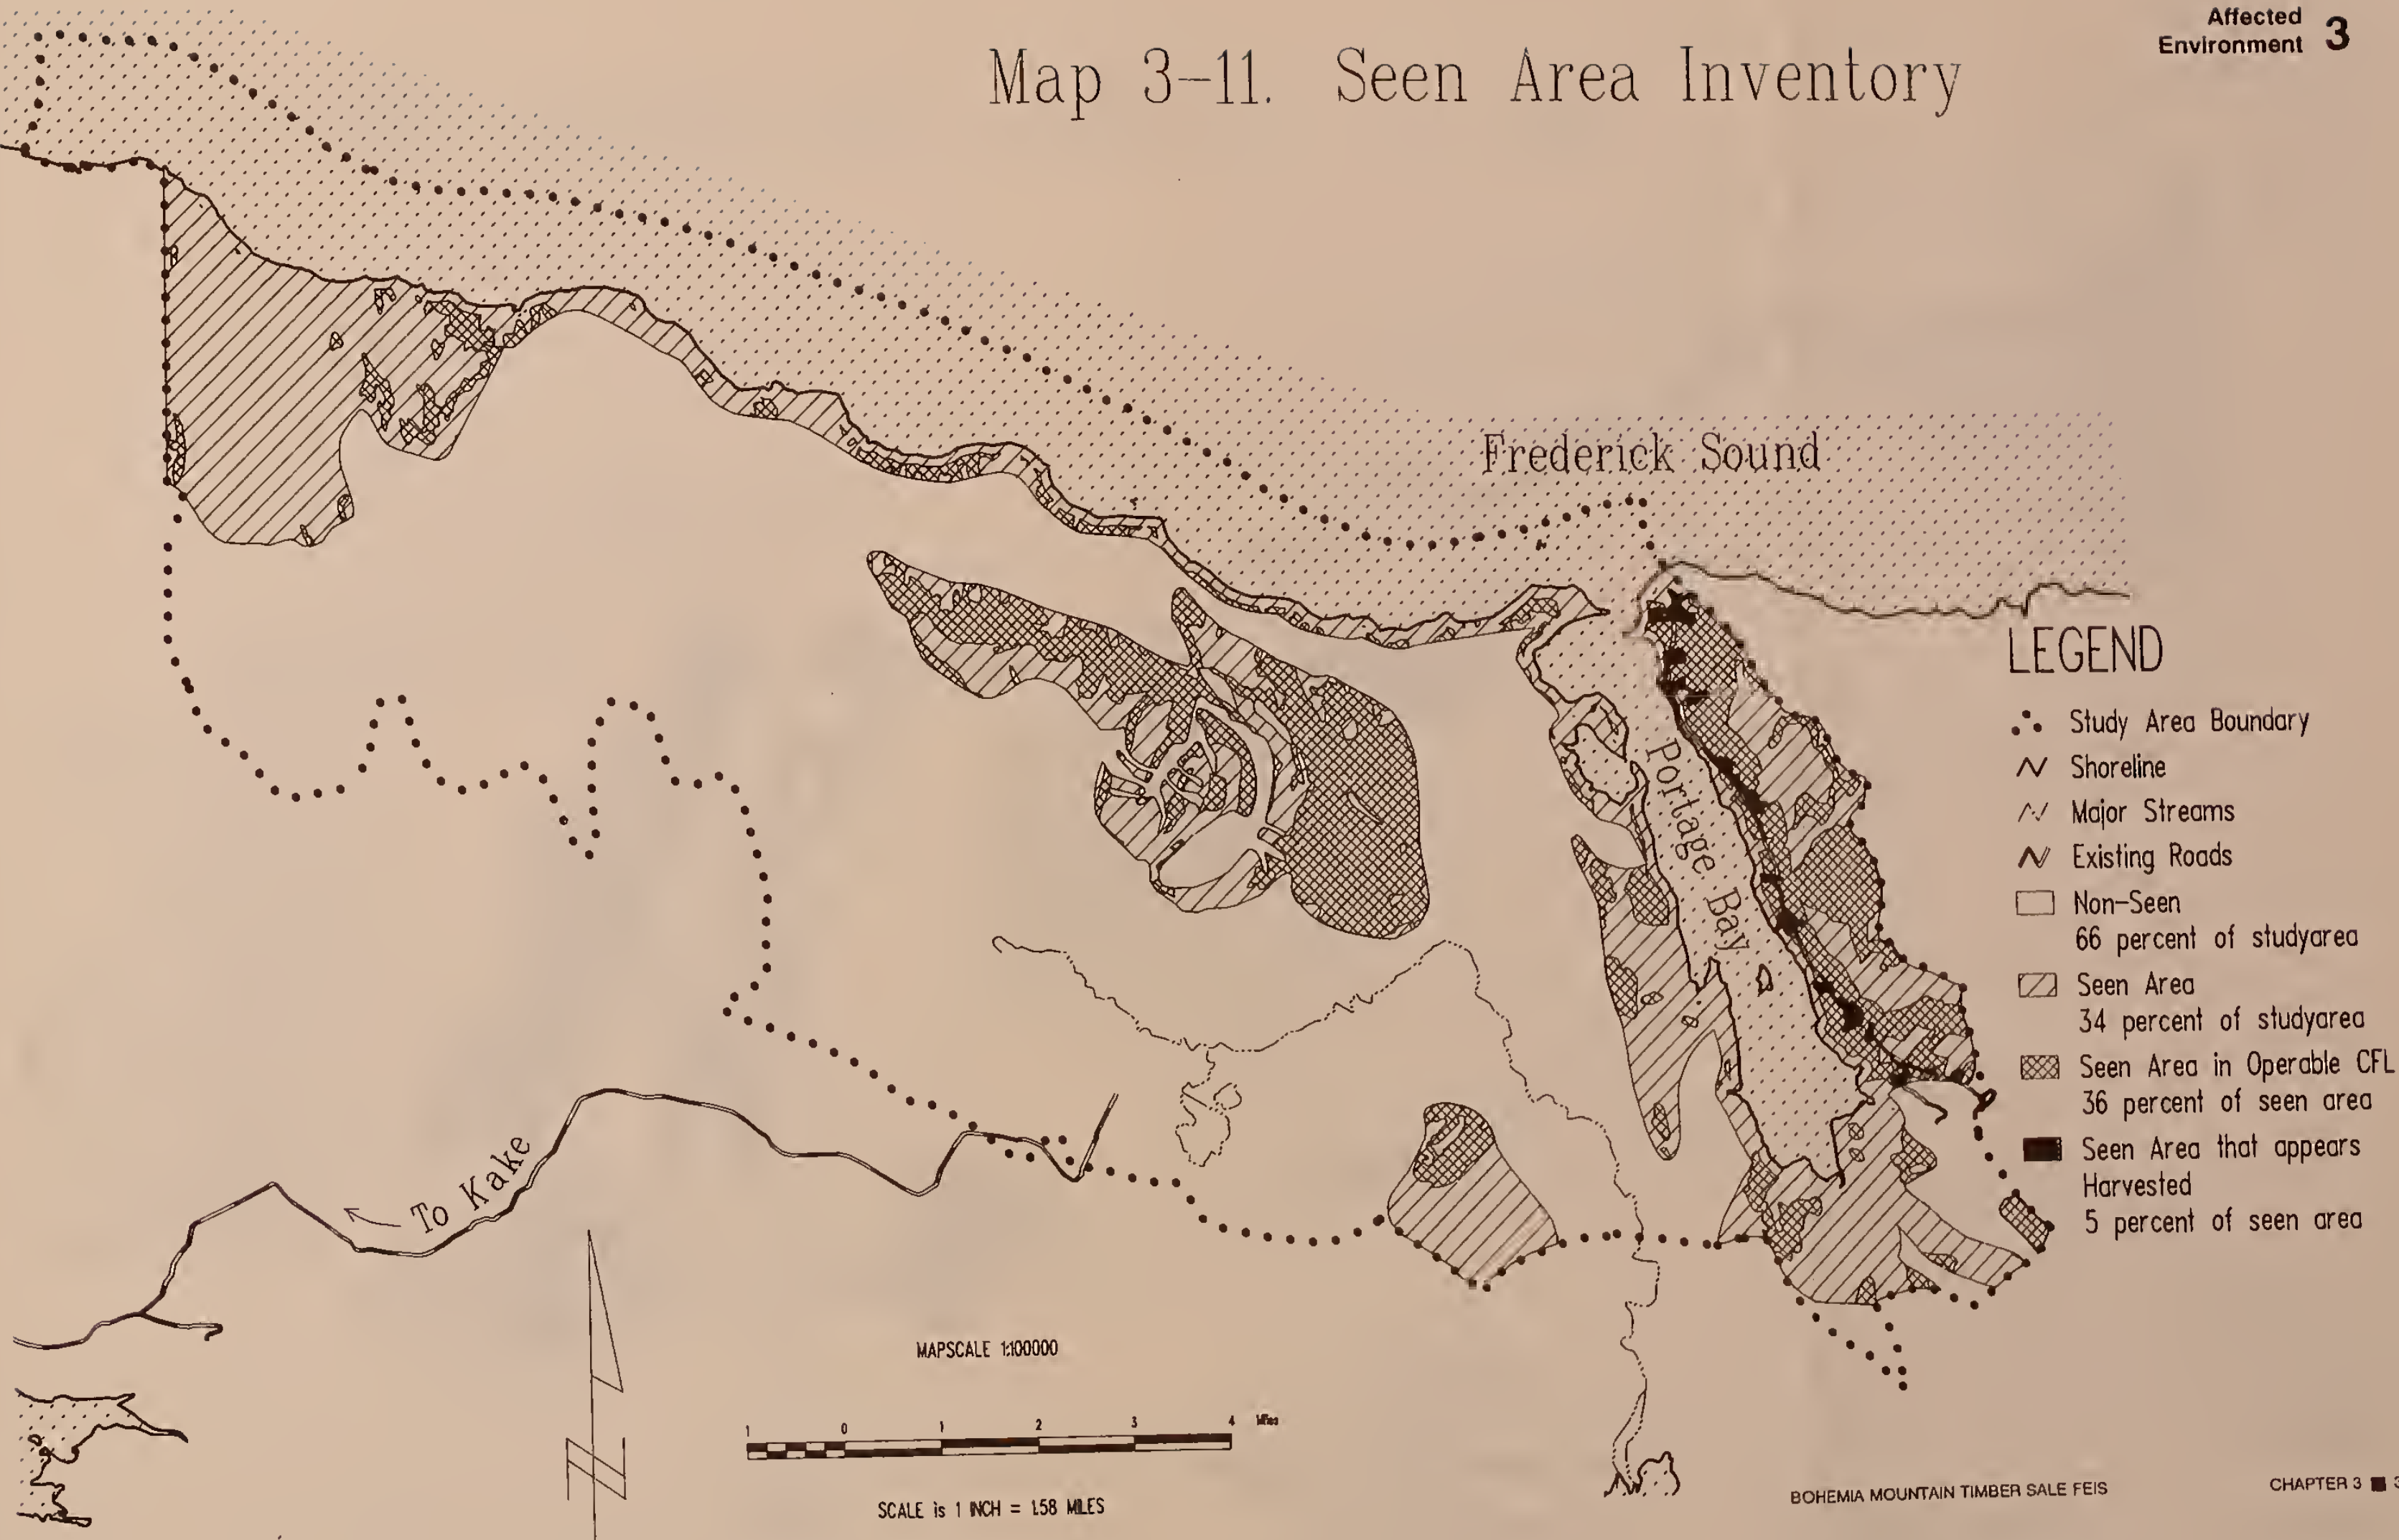 Affected
Environment 3
Map 3-11. Seen Area Inventory
Frederick Sound
Portage Bay
LEGEND
Study Area Boundary
Shoreline
Major Streams
Existing Roads
Non-Seen
66 percent of studyarea
Seen Area
34 percent of studyarea
Seen Area in Operable CFL
36 percent of seen area
Seen Area that appears
Harvested
5 percent of seen area
To Kake
MAPSCALE 1:100000
1 0 1 2 3 4 Miles
SCALE is 1 INCH = 1.58 MILES
BOHEMIA MOUNTAIN TIMBER SALE FEIS
CHAPTER 3 ■ 3